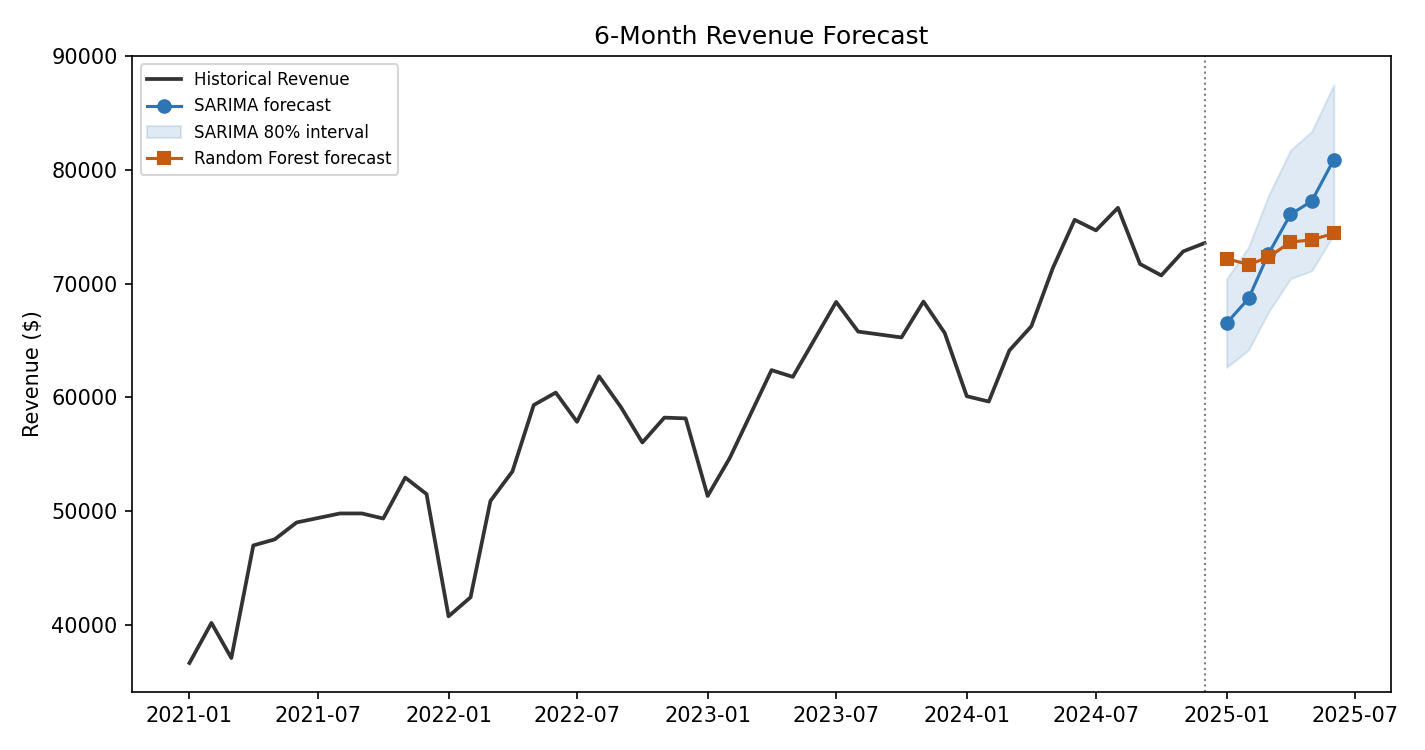 6-Month Revenue Forecast
Historical Revenue
SARIMA forecast
SARIMA 80% interval
Random Forest forecast
Revenue ($)
90000
80000
70000
60000
50000
40000
2021-01 2021-07 2022-01 2022-07 2023-01 2023-07 2024-01 2024-07 2025-01 2025-07